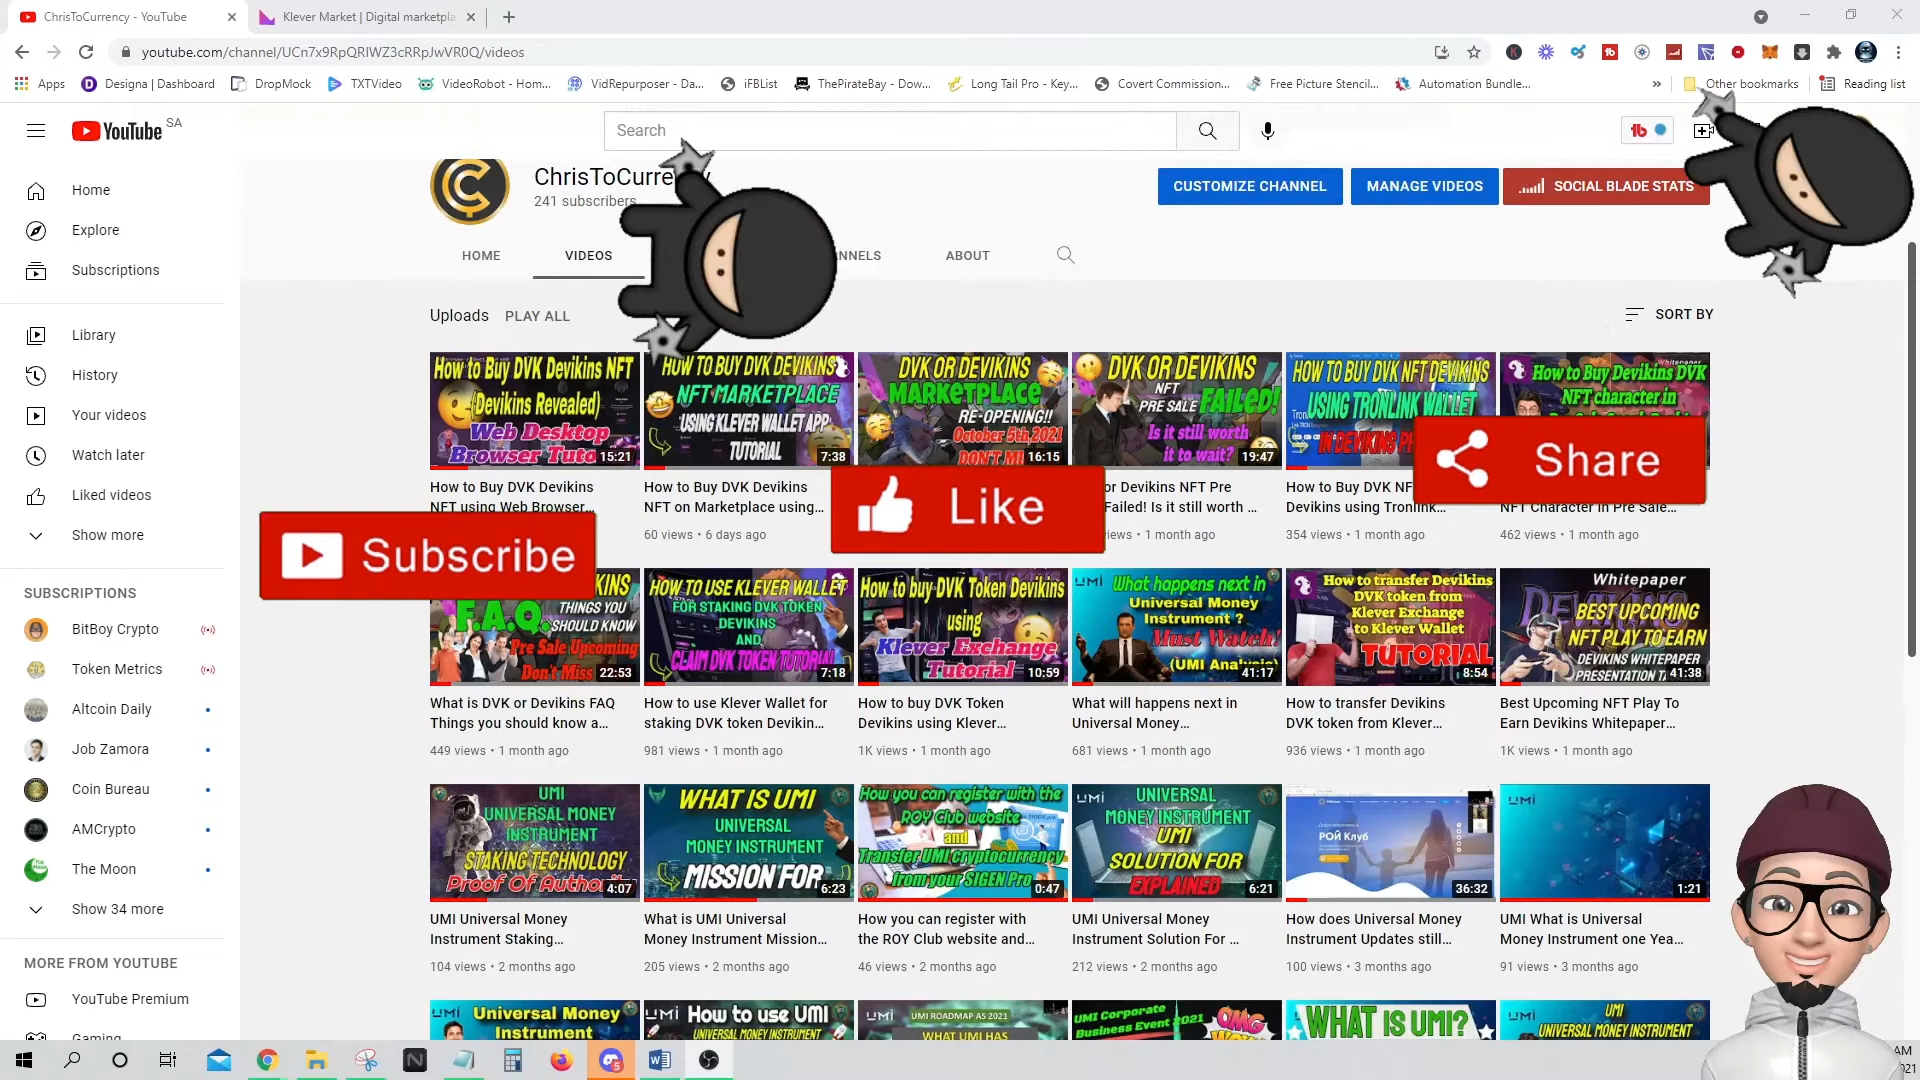 ChrisToCurrency - YouTube
Klever Market | Digital marketpla
youtube.com/channel/UCn7x9RpQRIWZ3cRRpJwVR0Q/videos
Apps
Designa | Dashboard
DropMock
TXTVideo
VideoRobot - Hom...
VidRepurposer - Da...
iFBList
ThePirateBay - Dow...
Long Tail Pro - Key...
Covert Commission...
Free Picture Stencil...
Automation Bundle...
Other bookmarks
Reading list
YouTube SA
Search
ChrisToCurre
241 subscribers
CUSTOMIZE CHANNEL
MANAGE VIDEOS
SOCIAL BLADE STATS
HOME
VIDEOS
NNELS
ABOUT
Home
Explore
Subscriptions
Library
History
Your videos
Watch later
Liked videos
Show more
SUBSCRIPTIONS
BitBoy Crypto
Token Metrics
Altcoin Daily
Job Zamora
Coin Bureau
AMCrypto
The Moon
Show 34 more
MORE FROM YOUTUBE
YouTube Premium
Gaming
Uploads
PLAY ALL
SORT BY
How to Buy DVK Devikins NFT
(Devikins Revealed)
Web Desktop
Browser Tuto
15:21
HOW TO BUY DVK DEVIKINS
NFT MARKETPLACE
USING KLEVER WALLET APP
TUTORIAL
7:38
DVK OR DEVIKINS
MARKETPLACE
RE-OPENING!!
October 5th,2021
DON'T MI
16:15
DVK OR DEVIKINS
NFT
PRE SALE FAILED!
Is it still worth
it to wait?
19:47
HOW TO BUY DVK NFT DEVIKINS
USING TRONLINK WALLET
Whitepaper
How to Buy Devikins DVK
NFT character in
How to Buy DVK Devikins
NFT using Web Browser...
How to Buy DVK Devikins
NFT on Marketplace using...
60 views • 6 days ago
or Devikins NFT Pre
Failed! Is it still worth ...
iews • 1 month ago
How to Buy DVK NF
Devikins using Tronlink...
354 views • 1 month ago
NFT Character in Pre Sale...
462 views • 1 month ago
Subscribe
Like
Share
KINS
F.A.Q. THINGS YOU
SHOULD KNOW
Pre Sale Upcoming
Don't Miss
22:53
HOW TO USE KLEVER WALLET
FOR STAKING DVK TOKEN
DEVIKINS
AND
CLAIM DVK TOKEN TUTORIAL
7:18
How to buy DVK Token Devikins
using
Klever Exchange
Tutorial
10:59
UMI
What happens next in
Universal Money
Instrument ?
Must Watch!
(UMI Analysis)
41:17
How to transfer Devikins
DVK token from
Klever Exchange
to Klever Wallet
TUTORIAL
8:54
Whitepaper
DEVIKINS
BEST UPCOMING
NFT PLAY TO EARN
DEVIKINS WHITEPAPER
PRESENTATION
41:38
What is DVK or Devikins FAQ
Things you should know a...
449 views • 1 month ago
How to use Klever Wallet for
staking DVK token Devikin...
981 views • 1 month ago
How to buy DVK Token
Devikins using Klever...
1K views • 1 month ago
What will happens next in
Universal Money...
681 views • 1 month ago
How to transfer Devikins
DVK token from Klever...
936 views • 1 month ago
Best Upcoming NFT Play To
Earn Devikins Whitepaper...
1K views • 1 month ago
UMI
UNIVERSAL MONEY
INSTRUMENT
STAKING TECHNOLOGY
Proof Of Authority
4:07
WHAT IS UMI
UNIVERSAL
MONEY INSTRUMENT
MISSION FOR
6:23
How you can register with the
ROY Club website
and
Transfer UMI cryptocurrency
from your SIGEN Pro
0:47
UMI
UNIVERSAL
MONEY INSTRUMENT
UMI
SOLUTION FOR
EXPLAINED
6:21
РОЙ Клуб
36:32
UMI
1:21
UMI Universal Money
Instrument Staking...
104 views • 2 months ago
What is UMI Universal
Money Instrument Mission...
205 views • 2 months ago
How you can register with
the ROY Club website and...
46 views • 2 months ago
UMI Universal Money
Instrument Solution For ...
212 views • 2 months ago
How does Universal Money
Instrument Updates still...
100 views • 3 months ago
UMI What is Universal
Money Instrument one Yea...
91 views • 3 months ago
UMI
Universal Money
Instrument
How to use UMI
UNIVERSAL MONEY INSTRUMENT
UMI
UMI ROADMAP AS 2021
WHAT UMI HAS
UMI Corporate
Business Event 2021
OMG
WHAT IS UMI?
UMI
UMI
UNIVERSAL MONEY INSTRUMENT
AM
021